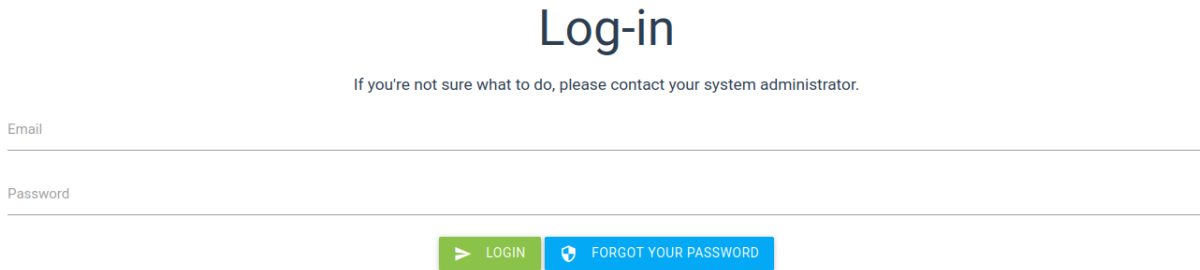 Log-in
If you're not sure what to do, please contact your system administrator.
Email
Password
LOGIN FORGOT YOUR PASSWORD